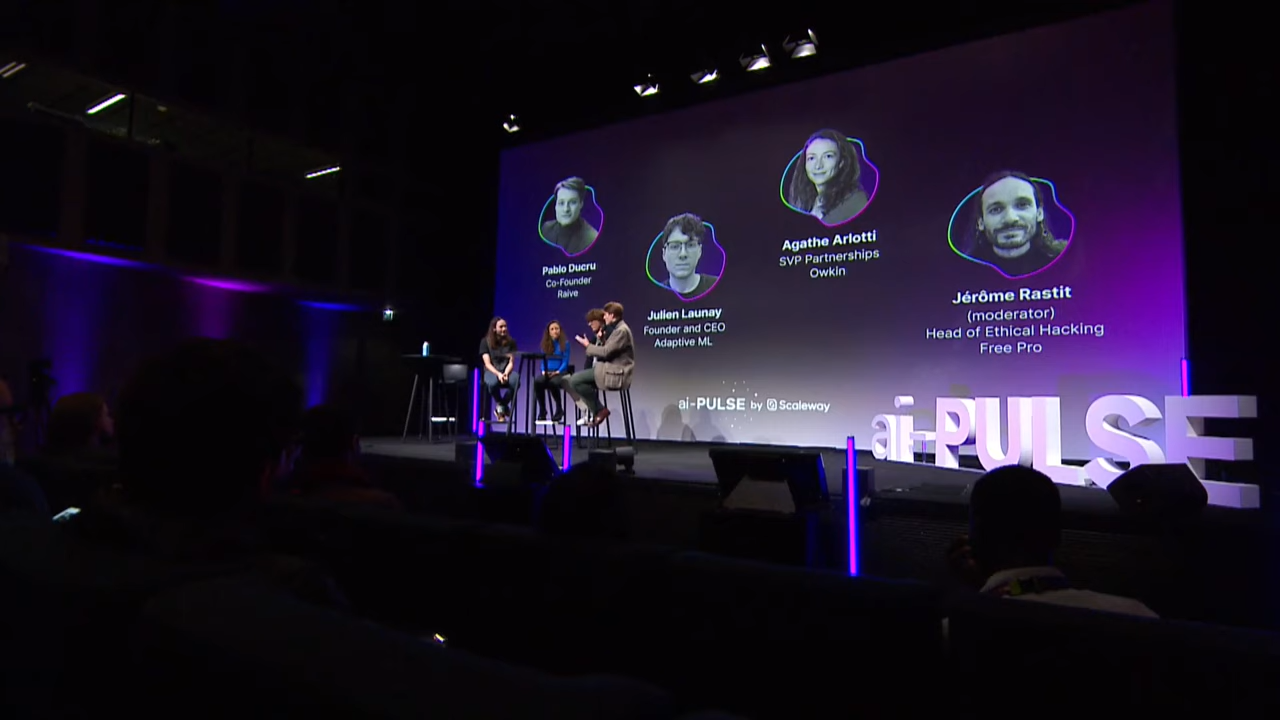 Pablo Ducru
Co-Founder
Raive
Julien Launay
Founder and CEO
Adaptive ML
Agathe Arlotti
SVP Partnerships
Owkin
Jérôme Rastit
(moderator)
Head of Ethical Hacking
Free Pro
ai-PULSE by Scaleway
ai-PULSE